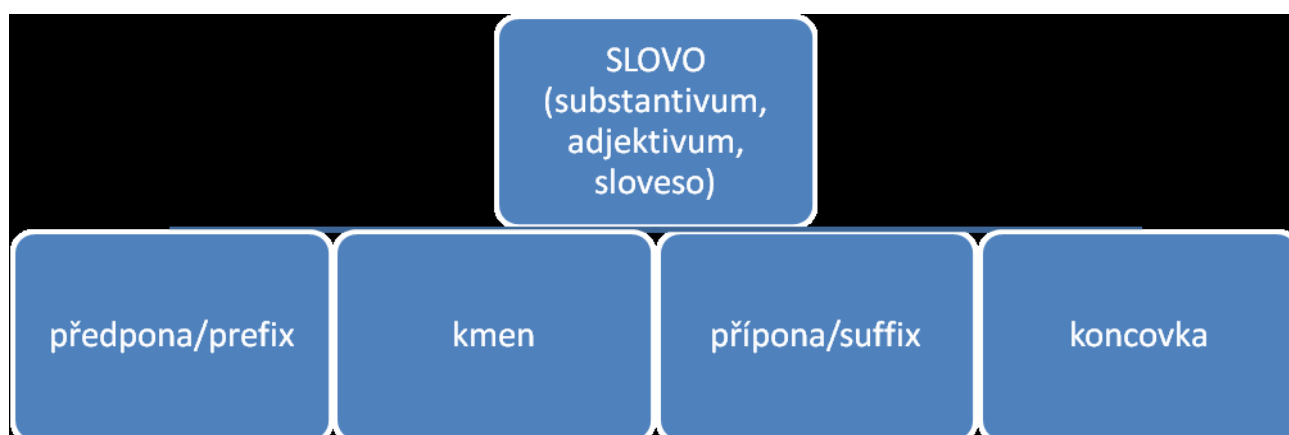 SLOVO
(substantivum,
adjektivum,
sloveso)
předpona/prefix
kmen
přípona/suffix
koncovka